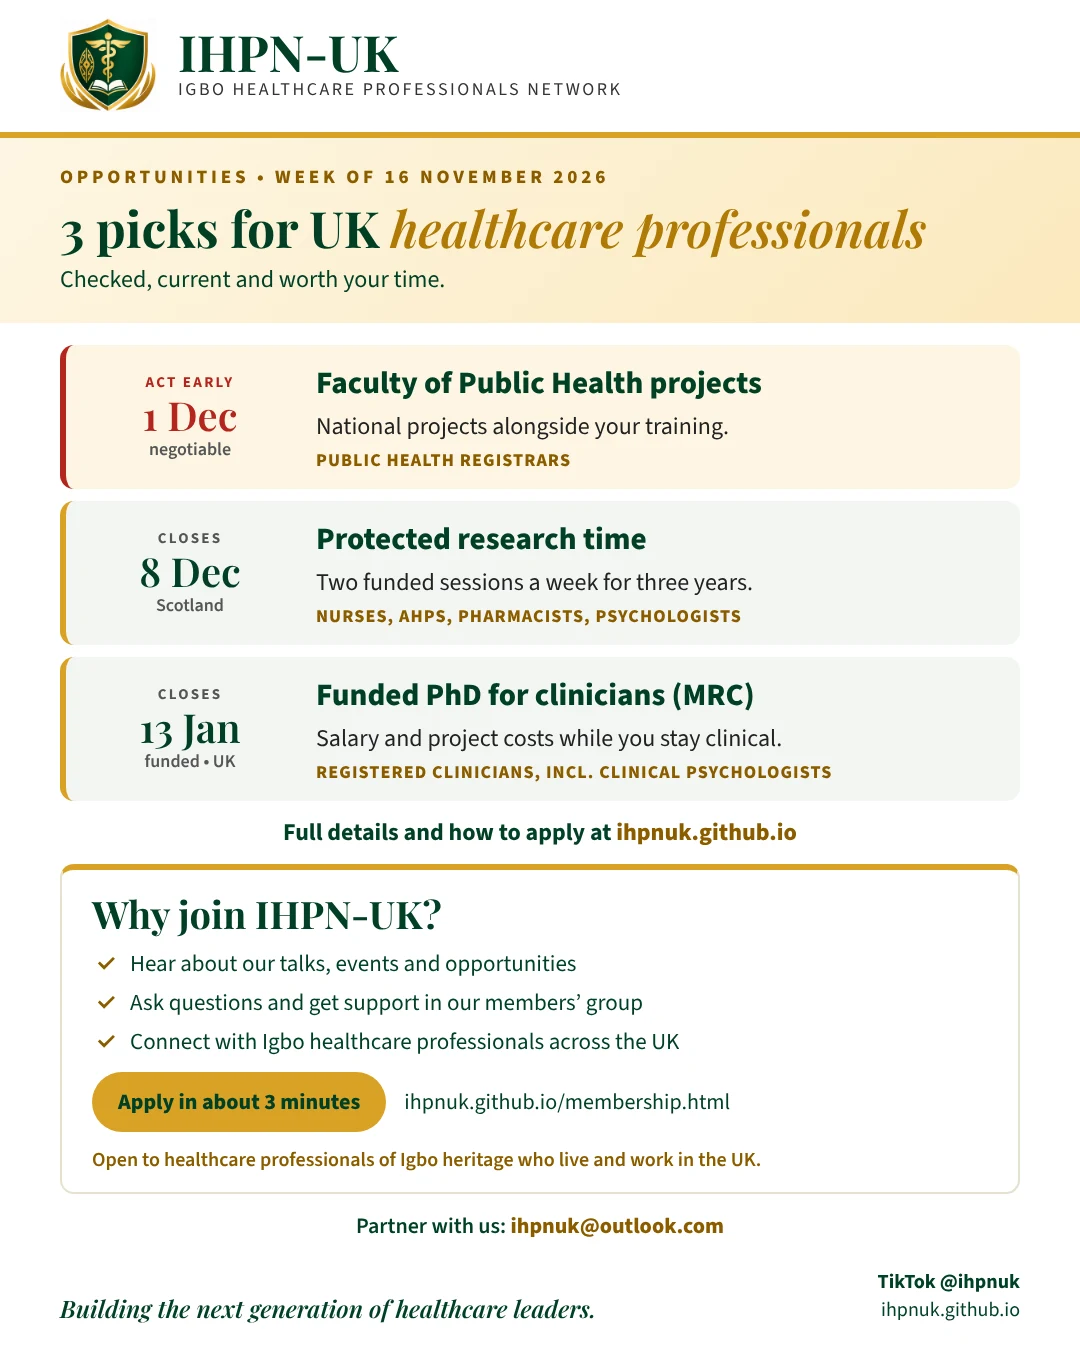 IHPN-UK
IGBO HEALTHCARE PROFESSIONALS NETWORK
OPPORTUNITIES • WEEK OF 16 NOVEMBER 2026
3 picks for UK healthcare professionals
Checked, current and worth your time.
ACT EARLY
1 Dec
negotiable
Faculty of Public Health projects
National projects alongside your training.
PUBLIC HEALTH REGISTRARS
CLOSES
8 Dec
Scotland
Protected research time
Two funded sessions a week for three years.
NURSES, AHPS, PHARMACISTS, PSYCHOLOGISTS
CLOSES
13 Jan
funded • UK
Funded PhD for clinicians (MRC)
Salary and project costs while you stay clinical.
REGISTERED CLINICIANS, INCL. CLINICAL PSYCHOLOGISTS
Full details and how to apply at ihpnuk.github.io
Why join IHPN-UK?
Hear about our talks, events and opportunities
Ask questions and get support in our members’ group
Connect with Igbo healthcare professionals across the UK
Apply in about 3 minutes
ihpnuk.github.io/membership.html
Open to healthcare professionals of Igbo heritage who live and work in the UK.
Partner with us: ihpnuk@outlook.com
Building the next generation of healthcare leaders.
TikTok @ihpnuk
ihpnuk.github.io